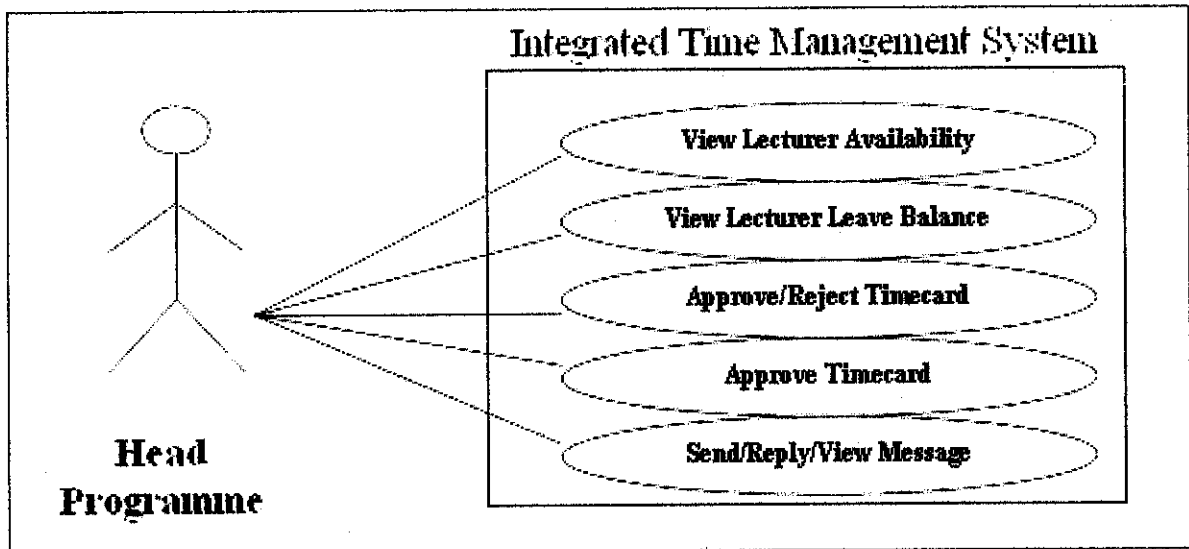 Integrated Time Management System
View Lecturer Availability
View Lecturer Leave Balance
Approve/Reject Timecard
Approve Timecard
Send/Reply/View Message
Head
Programme